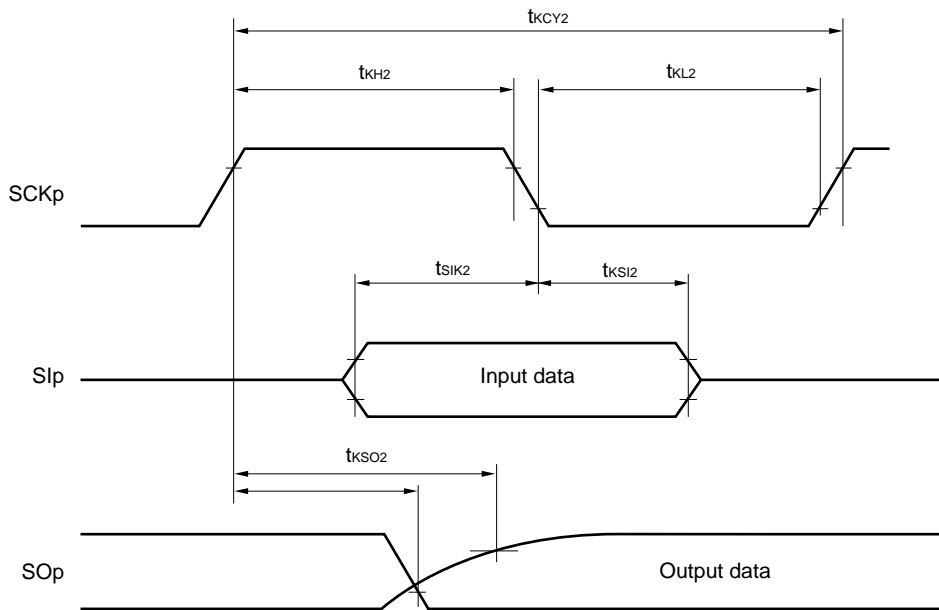 tKCY2
tKH2
tKL2
SCKp
tSIK2
tKSI2
SIp
Input data
tKSO2
SOp
Output data